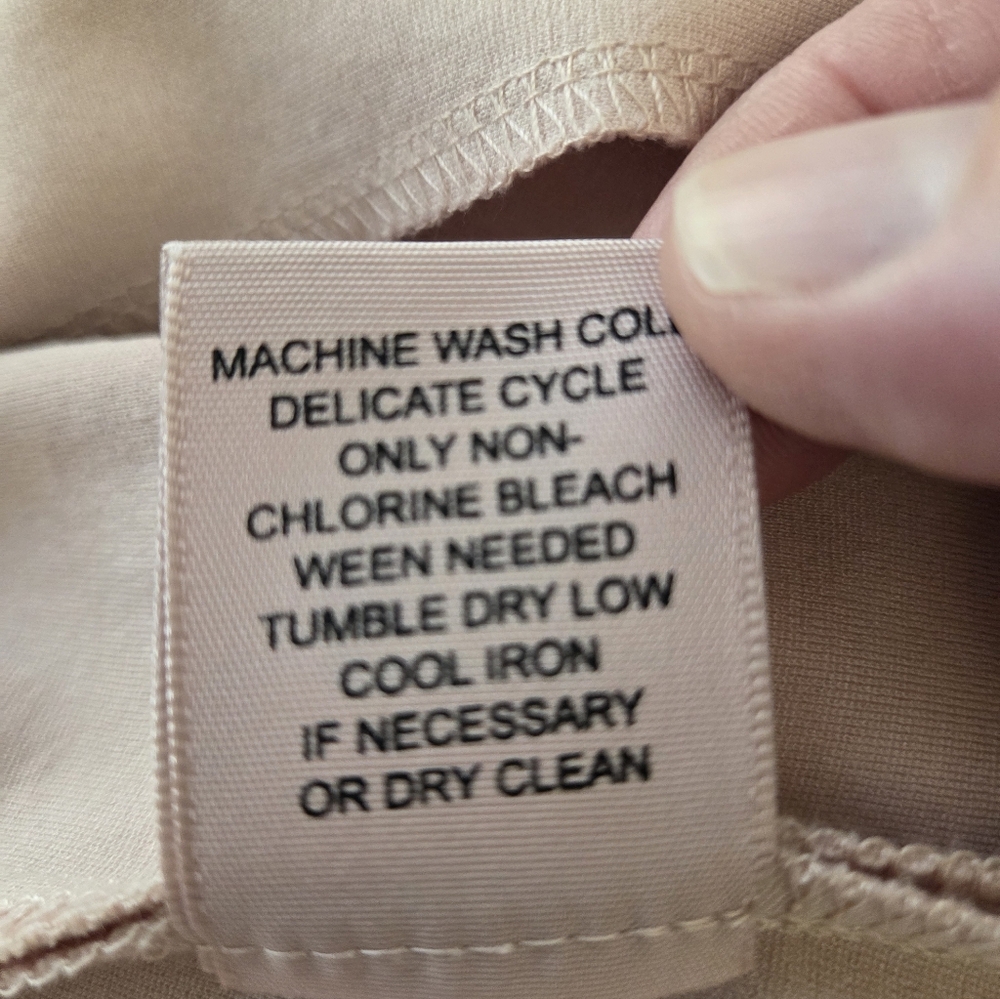 MACHINE WASH COL
DELICATE CYCLE
ONLY NON-
CHLORINE BLEACH
WEEN NEEDED
TUMBLE DRY LOW
COOL IRON
IF NECESSARY
OR DRY CLEAN